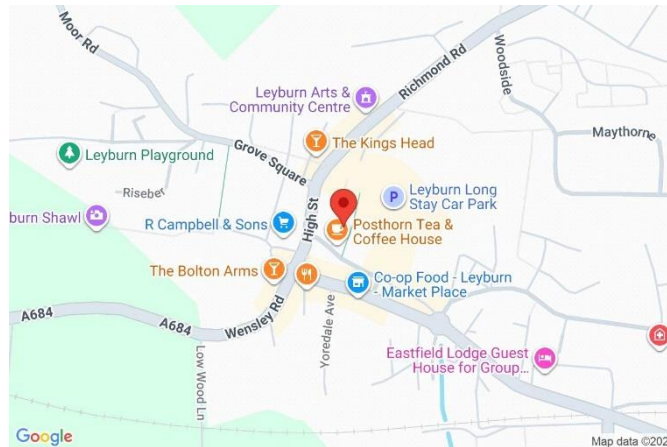 Moor Rd
Woodside
Richmond Rd
Leyburn Arts &
Community Centre
Maythorne
The Kings Head
Leyburn Playground
Grove Square
Riseber
Leyburn Long
Stay Car Park
P
burn Shawl
R Campbell & Sons
High St
Posthorn Tea &
Coffee House
The Bolton Arms
Co-op Food - Leyburn
- Market Place
A684
A684
Wensley Rd
Yoredale Ave
Low Wood Ln
Eastfield Lodge Guest
House for Group...
Google
Map data ©202